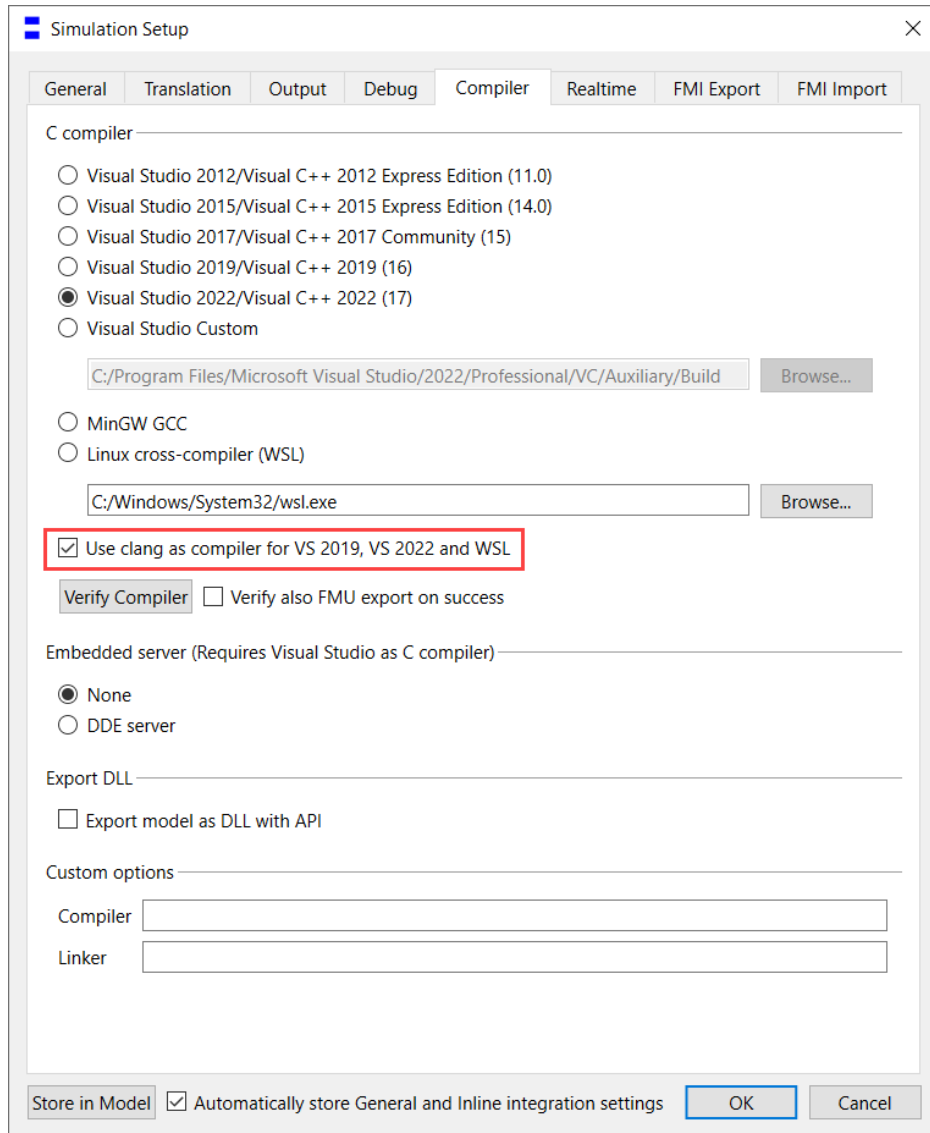 Simulation Setup
General Translation Output Debug Compiler Realtime FMI Export FMI Import
C compiler
Visual Studio 2012/Visual C++ 2012 Express Edition (11.0)
Visual Studio 2015/Visual C++ 2015 Express Edition (14.0)
Visual Studio 2017/Visual C++ 2017 Community (15)
Visual Studio 2019/Visual C++ 2019 (16)
Visual Studio 2022/Visual C++ 2022 (17)
Visual Studio Custom
C:/Program Files/Microsoft Visual Studio/2022/Professional/VC/Auxiliary/Build Browse...
MinGW GCC
Linux cross-compiler (WSL)
C:/Windows/System32/wsl.exe Browse...
Use clang as compiler for VS 2019, VS 2022 and WSL
Verify Compiler Verify also FMU export on success
Embedded server (Requires Visual Studio as C compiler)
None
DDE server
Export DLL
Export model as DLL with API
Custom options
Compiler
Linker
Store in Model Automatically store General and Inline integration settings OK Cancel